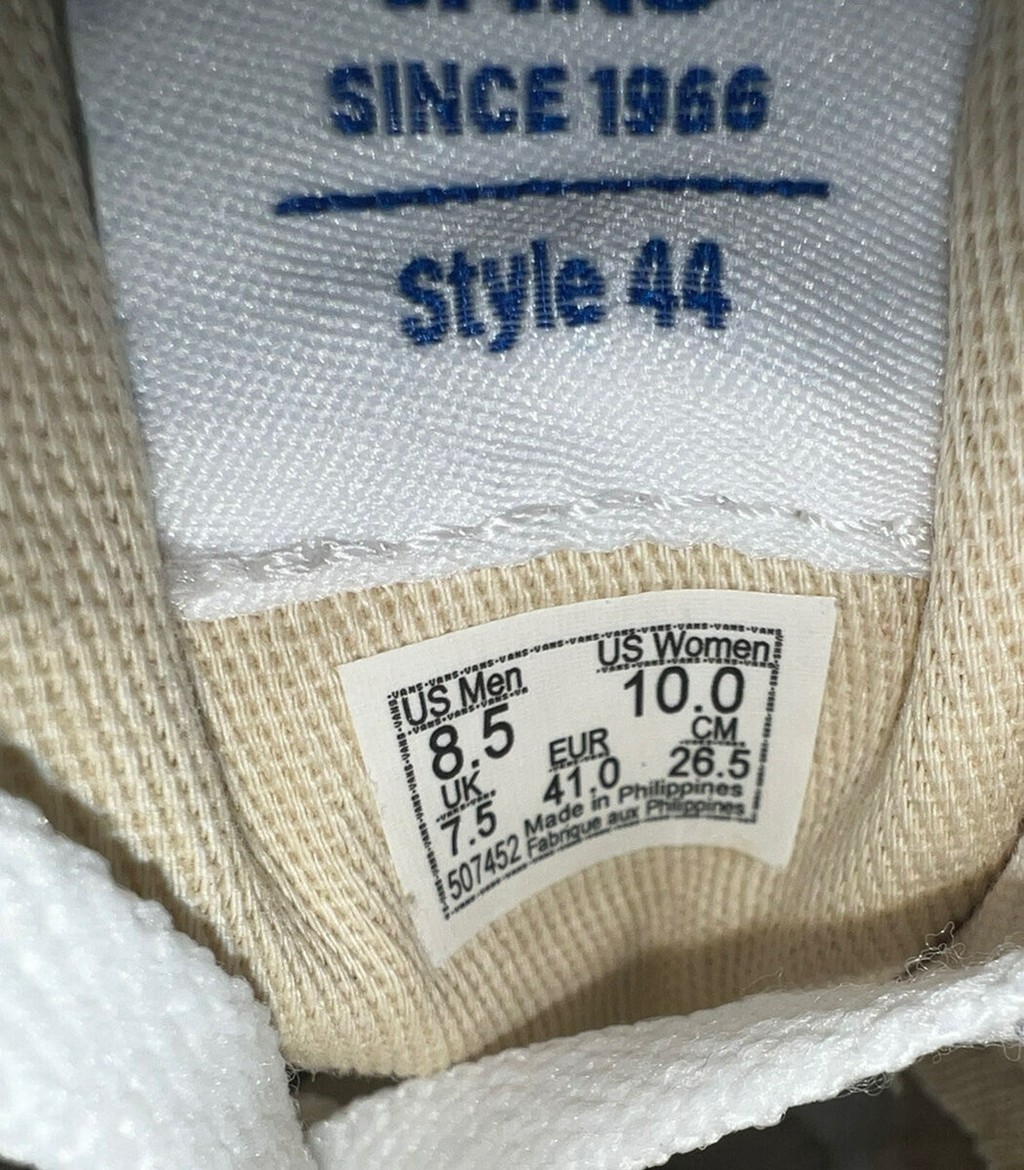 VANS
SINCE 1966
Style 44
US Men US Women
8.5 10.0
UK EUR CM
7.5 41.0 26.5
Made in Philippines
507452 Fabrique aux Philippines